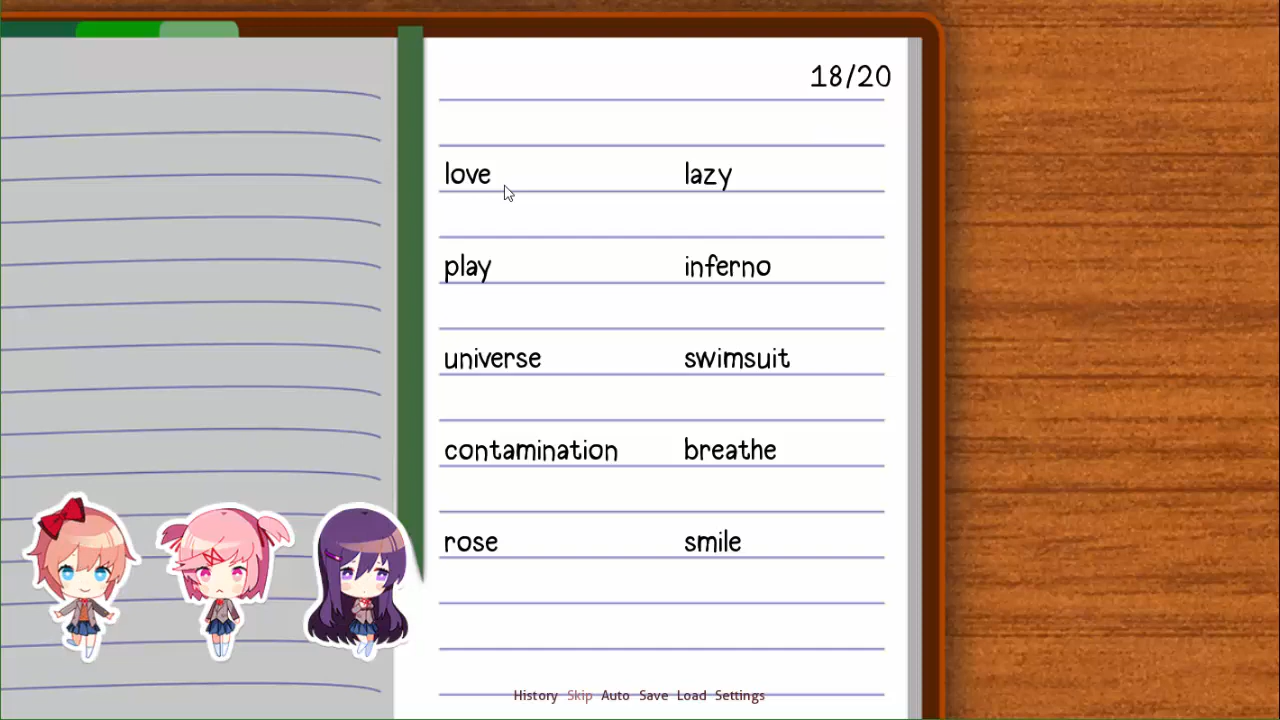 18/20
love lazy
play inferno
universe swimsuit
contamination breathe
rose smile
History Skip Auto Save Load Settings